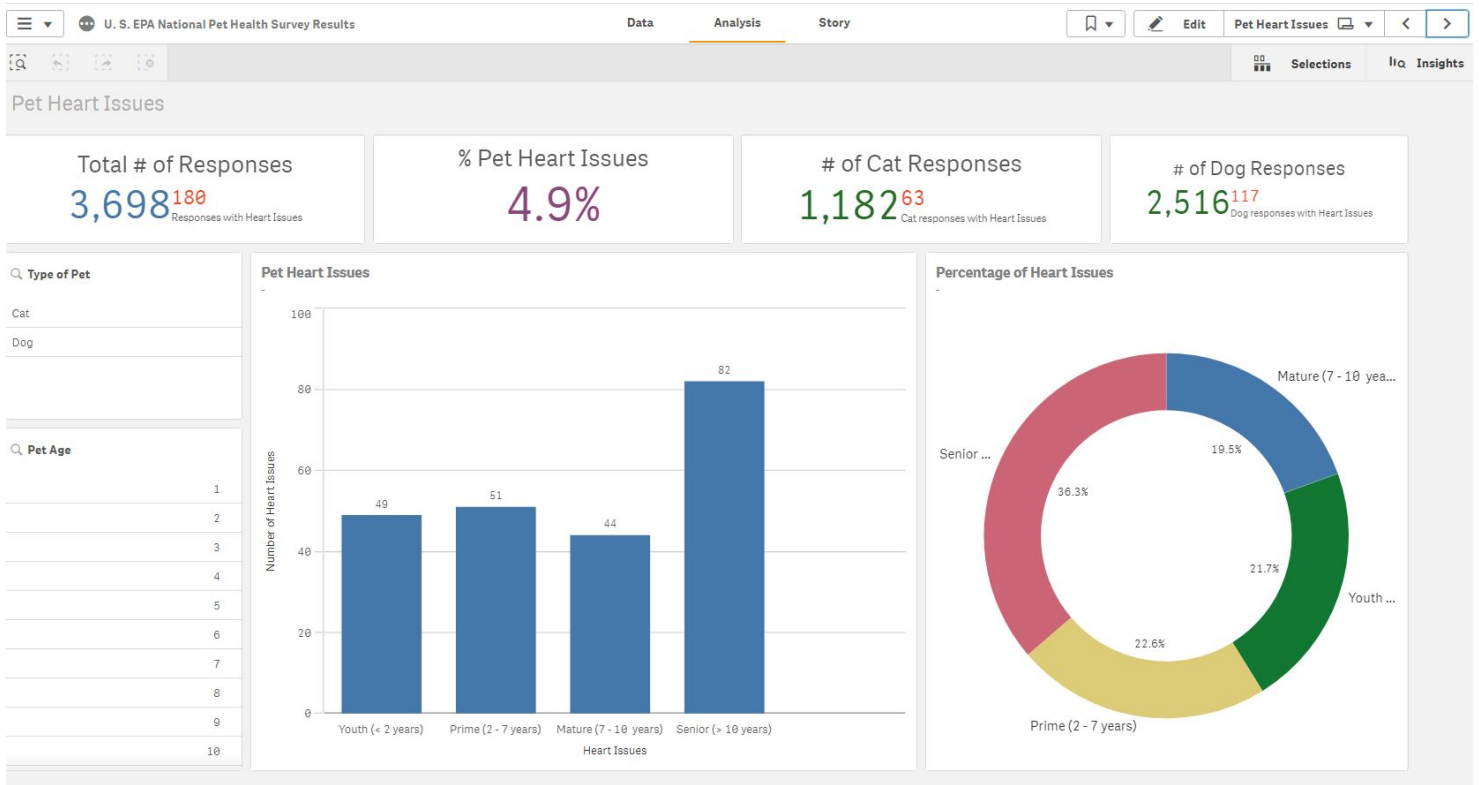 U. S. EPA National Pet Health Survey Results
Data
Analysis
Story
Edit
Pet Heart Issues
Selections
Insights
Pet Heart Issues
Total # of Responses
3,698 180
Responses with Heart Issues
% Pet Heart Issues
4.9%
# of Cat Responses
1,182 63
Cat responses with Heart Issues
# of Dog Responses
2,516 117
Dog responses with Heart Issues
Type of Pet
Cat
Dog
Pet Age
1
2
3
4
5
6
7
8
9
10
Pet Heart Issues
-
Number of Heart Issues
100
80
60
40
20
0
49
51
44
82
Youth (< 2 years)
Prime (2 - 7 years)
Mature (7 - 10 years)
Senior (> 10 years)
Heart Issues
Percentage of Heart Issues
-
Mature (7 - 10 yea...
19.5%
Senior ...
36.3%
21.7%
Youth ...
22.6%
Prime (2 - 7 years)